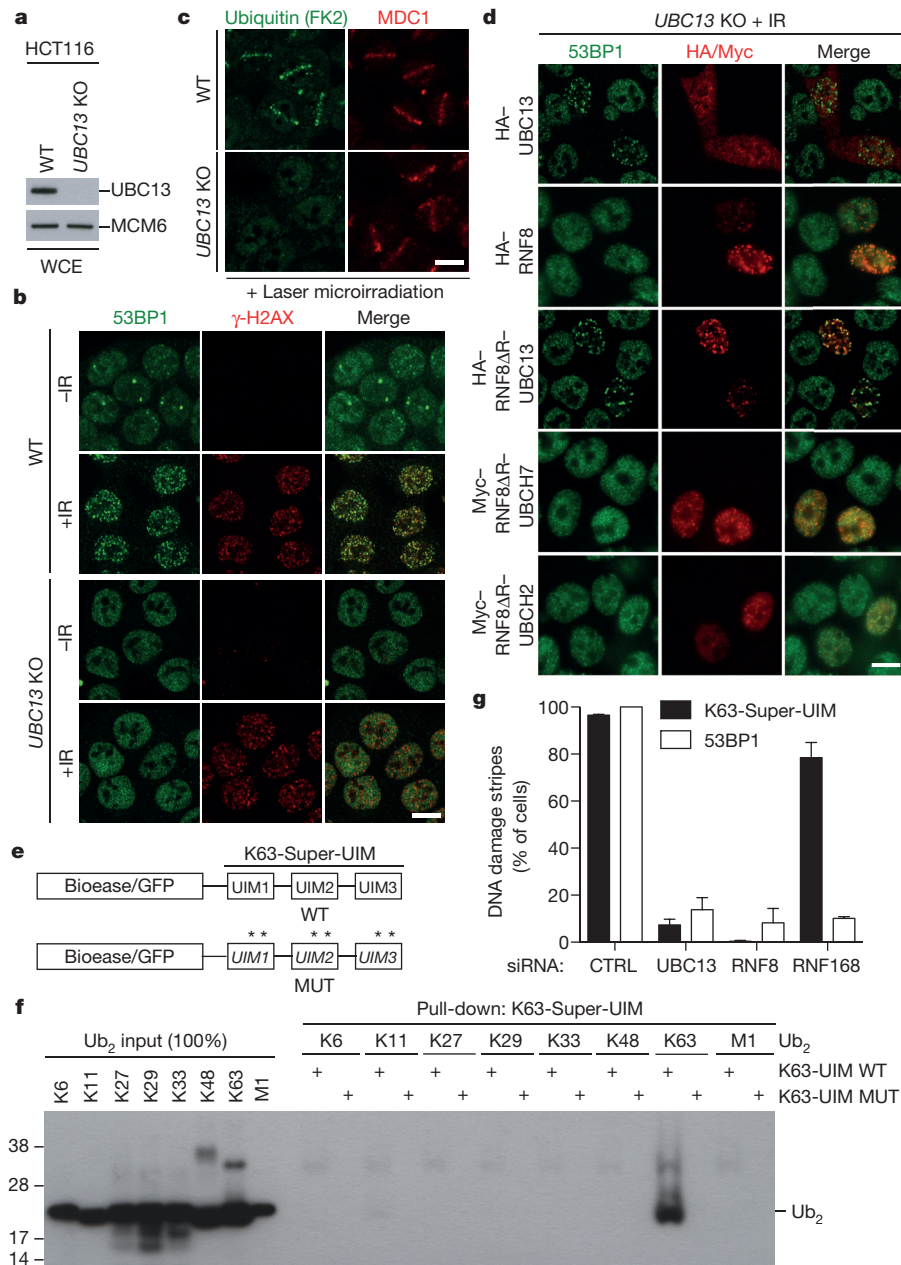 a
HCT116
WT
UBC13 KO
UBC13
MCM6
WCE
b
53BP1 γ-H2AX Merge
WT
–IR
+IR
UBC13 KO
–IR
+IR
c
Ubiquitin (FK2) MDC1
WT
UBC13 KO
+ Laser microirradiation
d
UBC13 KO + IR
53BP1 HA/Myc Merge
HA–
UBC13
HA–
RNF8
HA–
RNF8ΔR–
UBC13
Myc–
RNF8ΔR–
UBCH7
Myc–
RNF8ΔR–
UBCH2
e
K63-Super-UIM
Bioease/GFP UIM1 UIM2 UIM3
WT
* * * * * *
Bioease/GFP UIM1 UIM2 UIM3
MUT
f
Pull-down: K63-Super-UIM
Ub2 input (100%)
K6 K11 K27 K29 K33 K48 K63 M1
K6 K11 K27 K29 K33 K48 K63 M1 Ub2
+ + + + + + + + K63-UIM WT
+ + + + + + + + K63-UIM MUT
38
28
17
14
Ub2
g
K63-Super-UIM
53BP1
DNA damage stripes
(% of cells)
100
80
60
40
20
0
siRNA: CTRL UBC13 RNF8 RNF168